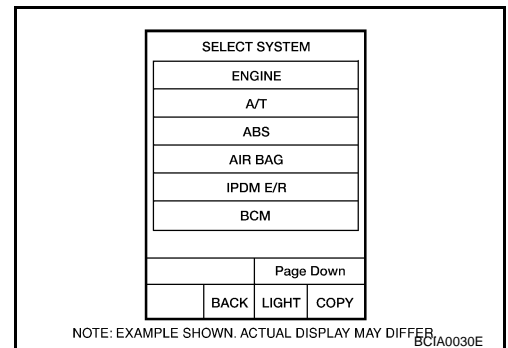 SELECT SYSTEM
ENGINE
A/T
ABS
AIR BAG
IPDM E/R
BCM
Page Down
BACK LIGHT COPY
NOTE: EXAMPLE SHOWN. ACTUAL DISPLAY MAY DIFFER.
BCIA0030E